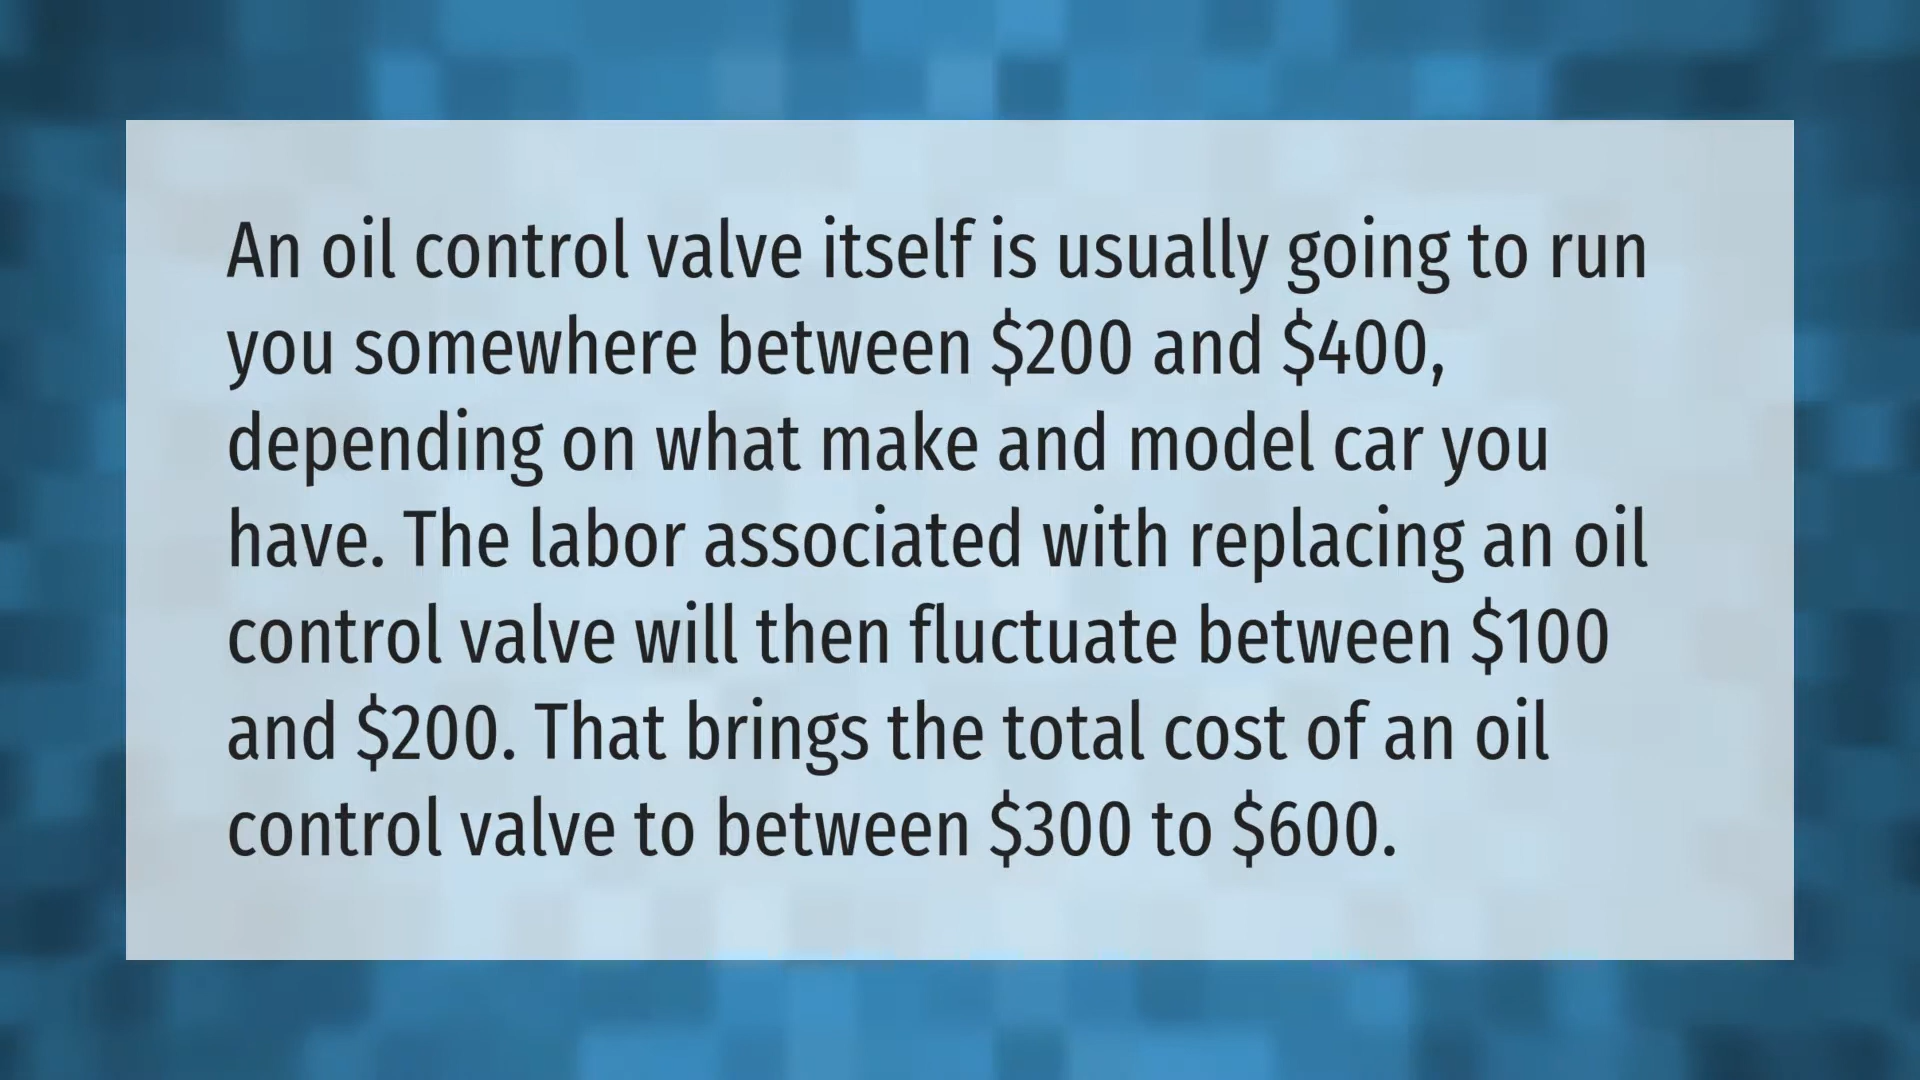 An oil control valve itself is usually going to run
you somewhere between $200 and $400,
depending on what make and model car you
have. The labor associated with replacing an oil
control valve will then fluctuate between $100
and $200. That brings the total cost of an oil
control valve to between $300 to $600.